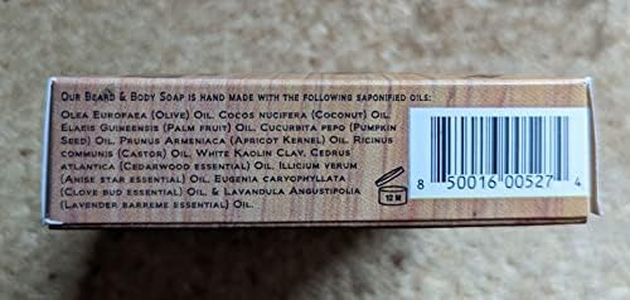 Our Beard & Body Soap is hand made with the following saponified oils:
Olea Europaea (Olive) Oil. Cocos nucifera (Coconut) Oil.
Elaeis Guineensis (Palm fruit) Oil. Cucurbita pepo (Pumpkin
Seed) Oil. Prunus Armeniaca (Apricot Kernel) Oil. Ricinus
communis (Castor) Oil. White Kaolin Clay. Cedrus
atlantica (Cedarwood essential) Oil. Illicium verum
(Anise star essential) Oil. Eugenia caryophyllata
(Clove bud essential) Oil. & Lavandula Angustipolia
(Lavender barreme essential) Oil.
12 M
8 50016 00527 4